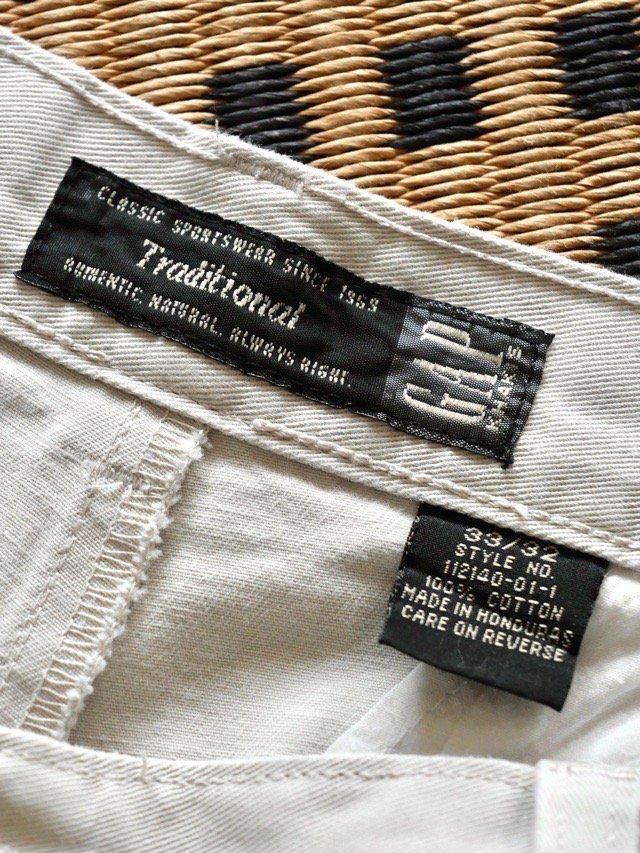 CLASSIC SPORTSWEAR SINCE 1969
Traditional
AUTHENTIC. NATURAL. ALWAYS RIGHT.
GAP
KHAKIS
33/32
STYLE NO.
112140-01-1
100% COTTON
MADE IN HONDURAS
CARE ON REVERSE